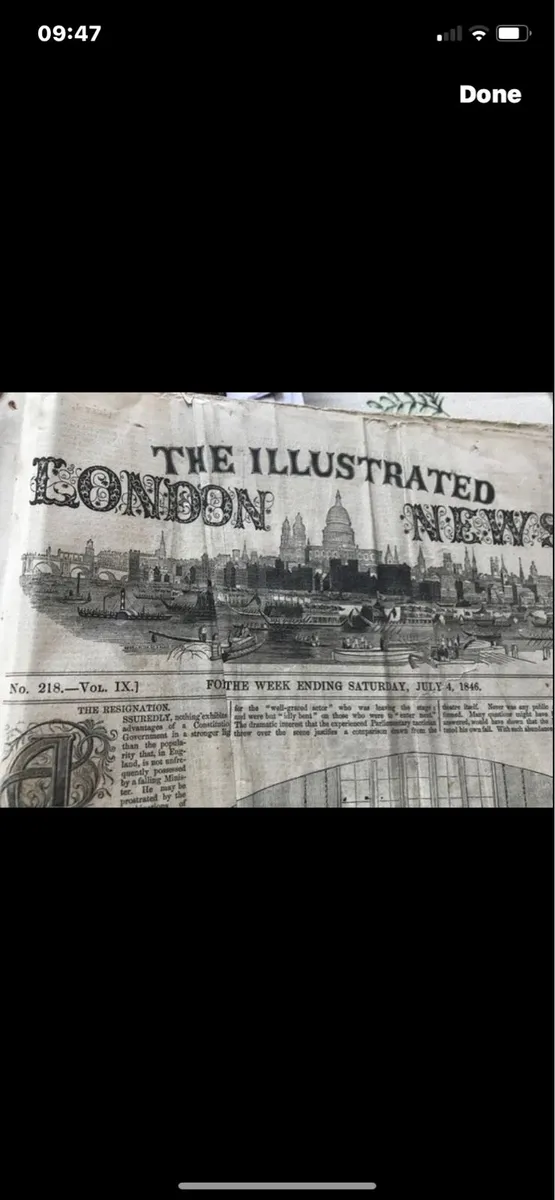 09:47
Done
THE ILLUSTRATED
LONDON NEWS
No. 218.—Vol. IX.]
FOR THE WEEK ENDING SATURDAY, JULY 4, 1846.
THE RESIGNATION.
ASSUREDLY, nothing exhibits
advantages of a
Government in a stronger
than the popula-
rity that, in Eng-
land, is not unfre-
quently possessed
by a falling Minis-
ter. He may be
prostrated by the
of
for the "well-graced actor" who was leaving the stage;
and were but "idly bent" on those who were to "enter next."
The dramatic interest that the experienced Parliamentary tactician
threw over the scene justifies a comparison drawn from the
theatre itself. Never was any public
Many questions might have
answered, would have shown that the
his own fall. With such